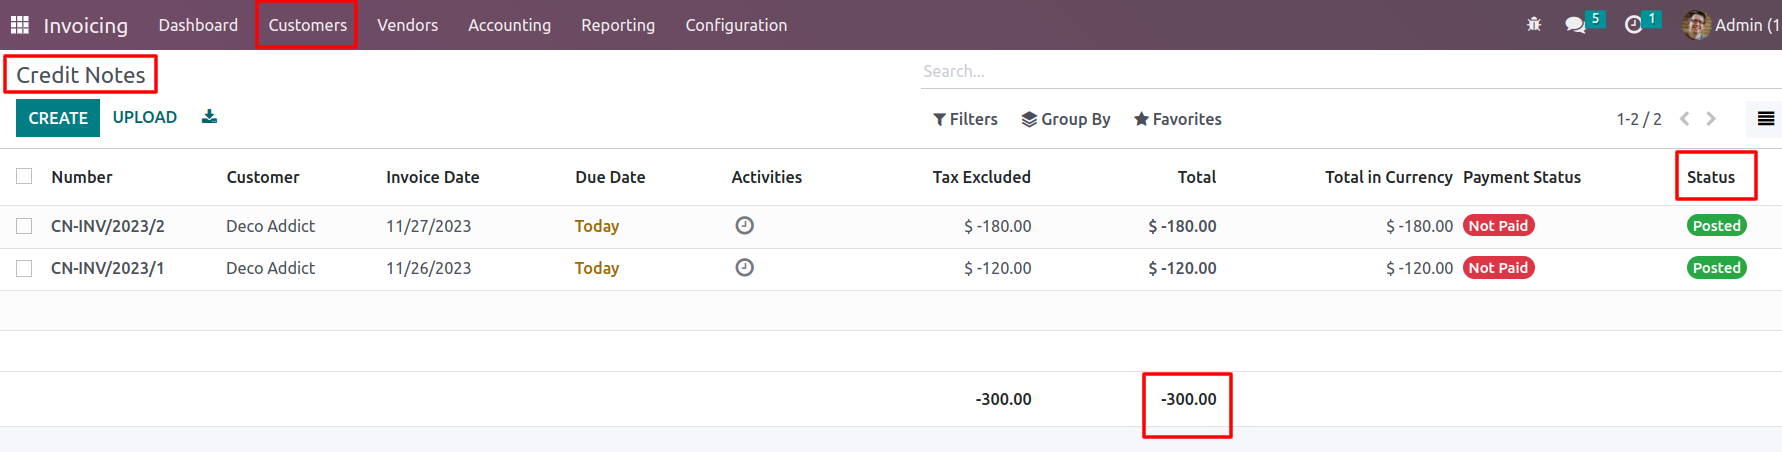 Invoicing Dashboard Customers Vendors Accounting Reporting Configuration 5 1 Admin (1
Credit Notes Search...
CREATE UPLOAD Filters Group By Favorites 1-2 / 2
Number Customer Invoice Date Due Date Activities Tax Excluded Total Total in Currency Payment Status Status
CN-INV/2023/2 Deco Addict 11/27/2023 Today $ -180.00 $ -180.00 $ -180.00 Not Paid Posted
CN-INV/2023/1 Deco Addict 11/26/2023 Today $ -120.00 $ -120.00 $ -120.00 Not Paid Posted
-300.00 -300.00